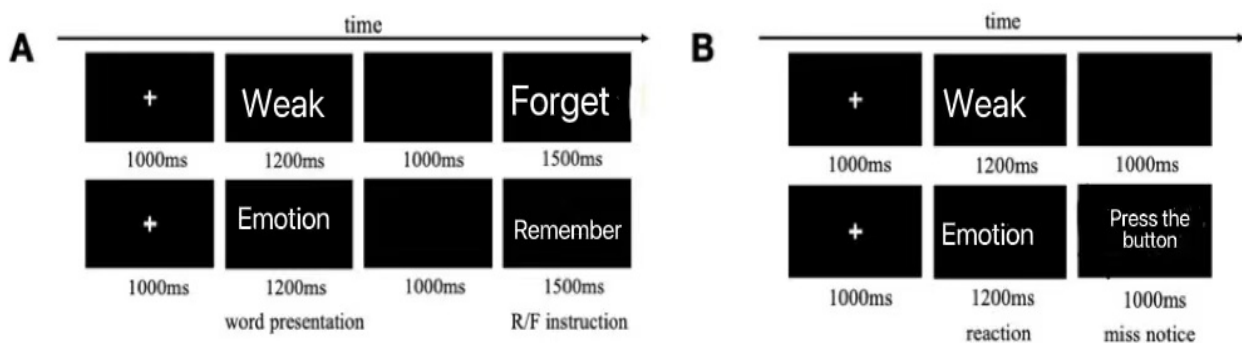 A
time
+
Weak
Forget
1000ms
1200ms
1000ms
1500ms
+
Emotion
Remember
1000ms
1200ms
1000ms
1500ms
word presentation
R/F instruction
B
time
+
Weak
1000ms
1200ms
1000ms
+
Emotion
Press the
button
1000ms
1200ms
1000ms
reaction
miss notice